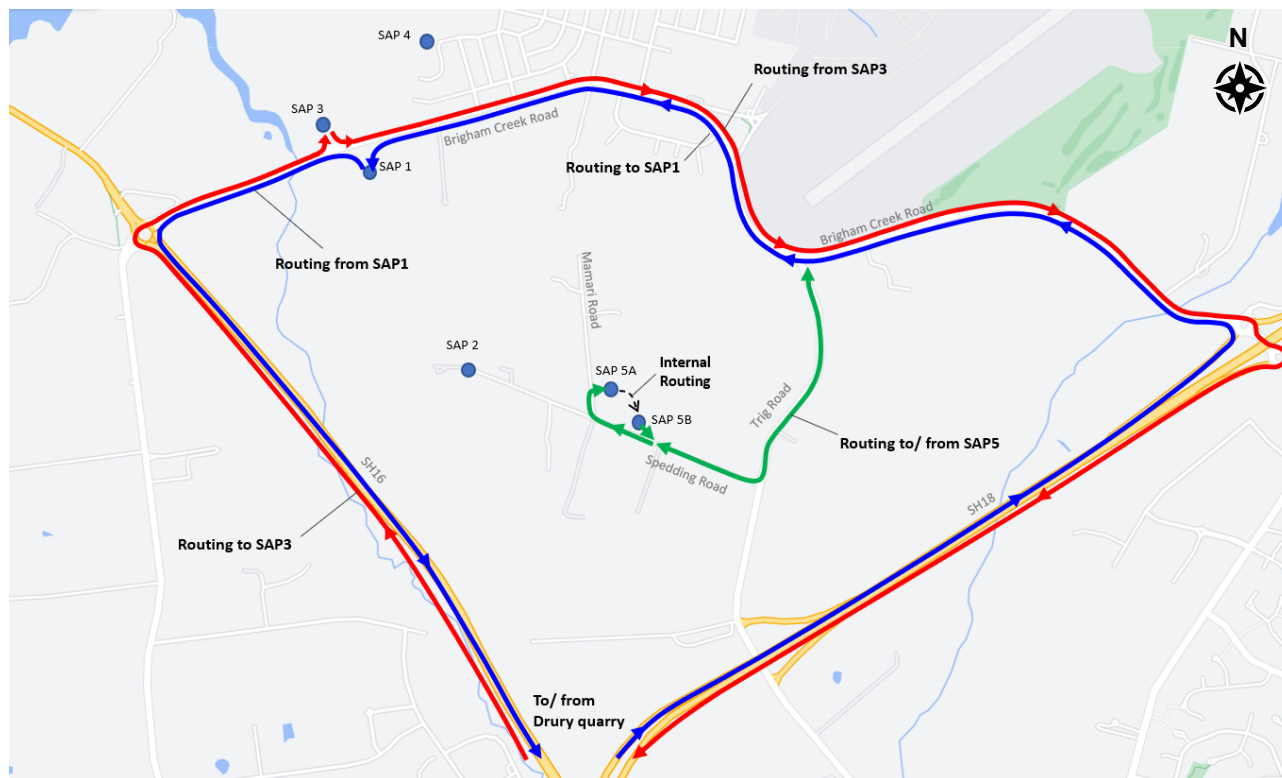 SAP 4
N
Routing from SAP3
SAP 3
Brigham Creek Road
Routing to SAP1
SAP 1
Brigham Creek Road
Routing from SAP1
Mamari Road
SAP 2
SAP 5A
Internal
Routing
SAP 5B
Trig Road
Routing to/ from SAP5
Spedding Road
SH16
SH18
Routing to SAP3
To/ from
Drury quarry